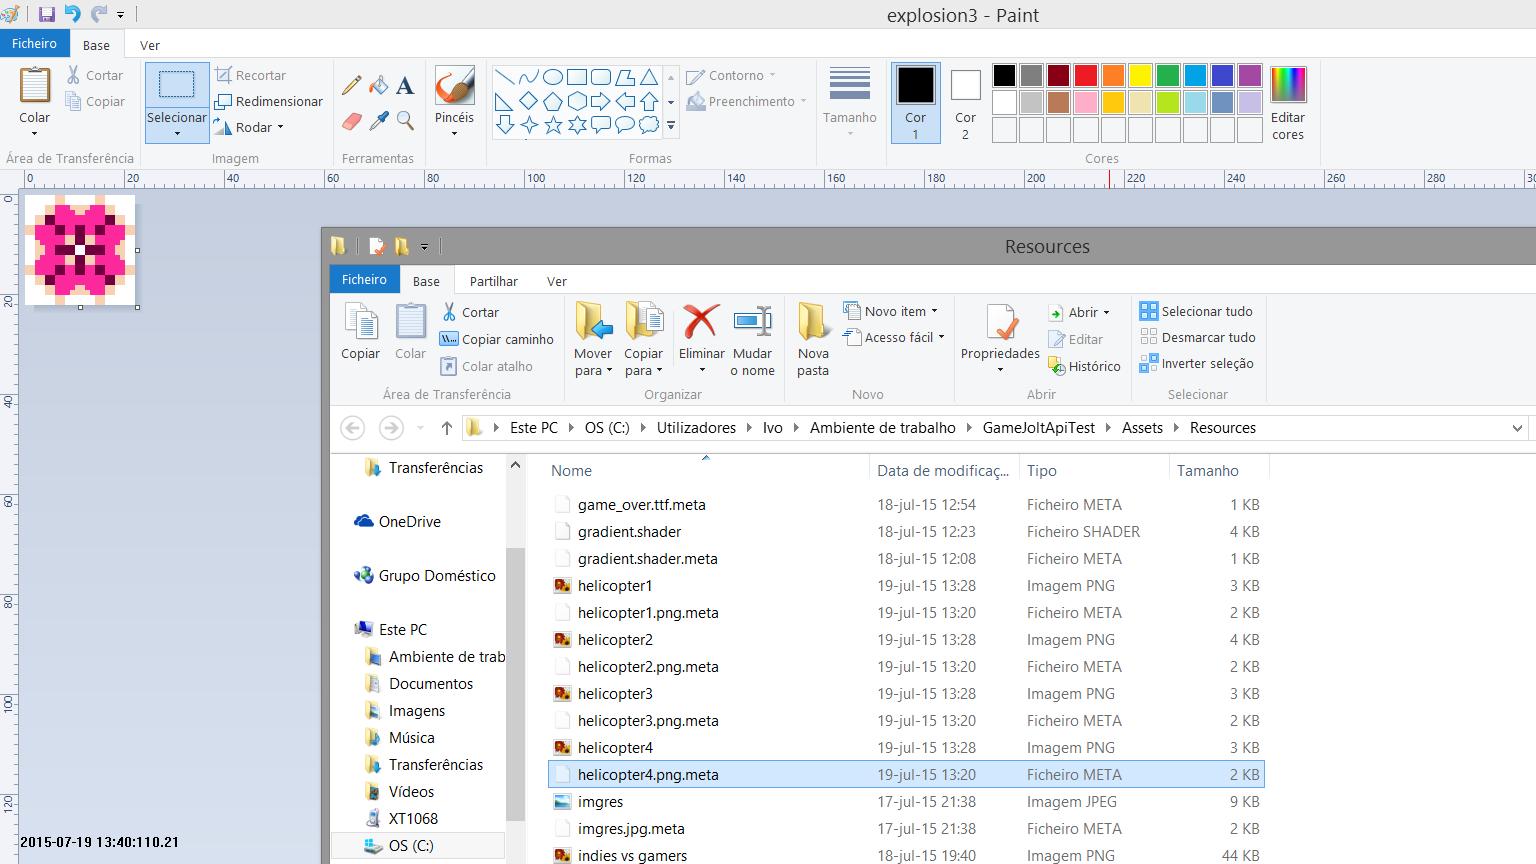 explosion3 - Paint
Ficheiro Base Ver
Colar
Cortar
Copiar
Área de Transferência
Selecionar
Recortar
Redimensionar
Rodar
Imagem
A
Ferramentas
Pincéis
Contorno
Preenchimento
Formas
Tamanho
Cor 1
Cor 2
Editar cores
Cores
0 20 40 60 80 100 120 140 160 180 200 220 240 260 280 30
0
20
40
60
80
100
120
Resources
Ficheiro Base Partilhar Ver
Copiar
Colar
Cortar
Copiar caminho
Colar atalho
Área de Transferência
Mover para
Copiar para
Eliminar
Mudar o nome
Organizar
Nova pasta
Novo item
Acesso fácil
Novo
Propriedades
Abrir
Editar
Histórico
Abrir
Selecionar tudo
Desmarcar tudo
Inverter seleção
Selecionar
Este PC OS (C:) Utilizadores Ivo Ambiente de trabalho GameJoltApiTest Assets Resources
Transferências
OneDrive
Grupo Doméstico
Este PC
Ambiente de trab
Documentos
Imagens
Música
Transferências
Vídeos
XT1068
OS (C:)
Nome Data de modificaç... Tipo Tamanho
game_over.ttf.meta 18-jul-15 12:54 Ficheiro META 1 KB
gradient.shader 18-jul-15 12:23 Ficheiro SHADER 4 KB
gradient.shader.meta 18-jul-15 12:08 Ficheiro META 1 KB
helicopter1 19-jul-15 13:28 Imagem PNG 3 KB
helicopter1.png.meta 19-jul-15 13:20 Ficheiro META 2 KB
helicopter2 19-jul-15 13:28 Imagem PNG 4 KB
helicopter2.png.meta 19-jul-15 13:20 Ficheiro META 2 KB
helicopter3 19-jul-15 13:28 Imagem PNG 3 KB
helicopter3.png.meta 19-jul-15 13:20 Ficheiro META 2 KB
helicopter4 19-jul-15 13:28 Imagem PNG 3 KB
helicopter4.png.meta 19-jul-15 13:20 Ficheiro META 2 KB
imgres 17-jul-15 21:38 Imagem JPEG 9 KB
imgres.jpg.meta 17-jul-15 21:38 Ficheiro META 2 KB
indies vs gamers 18-jul-15 19:40 Imagem PNG 44 KB
2015-07-19 13:40:110.21